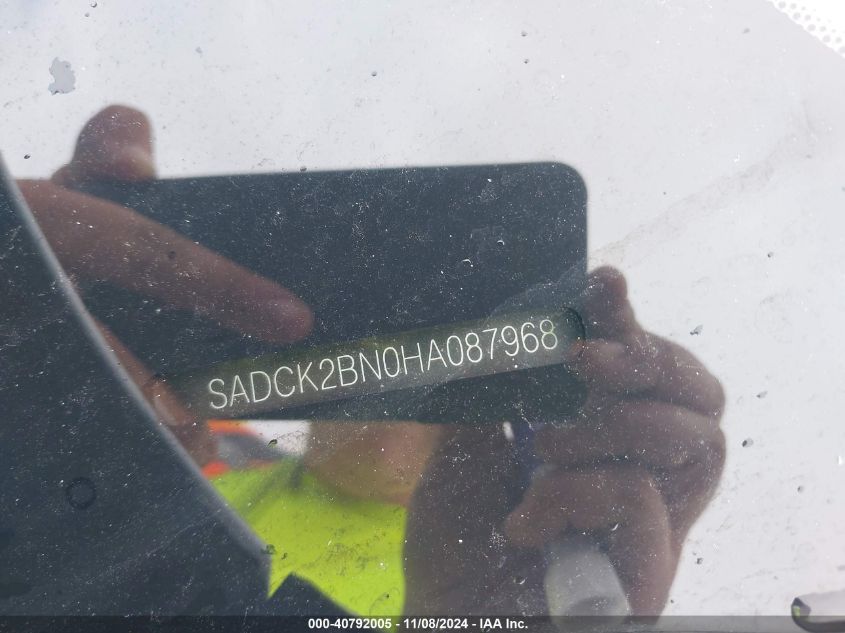 SADCK2BN0HA087968
000-40792005 - 11/08/2024 - IAA Inc.